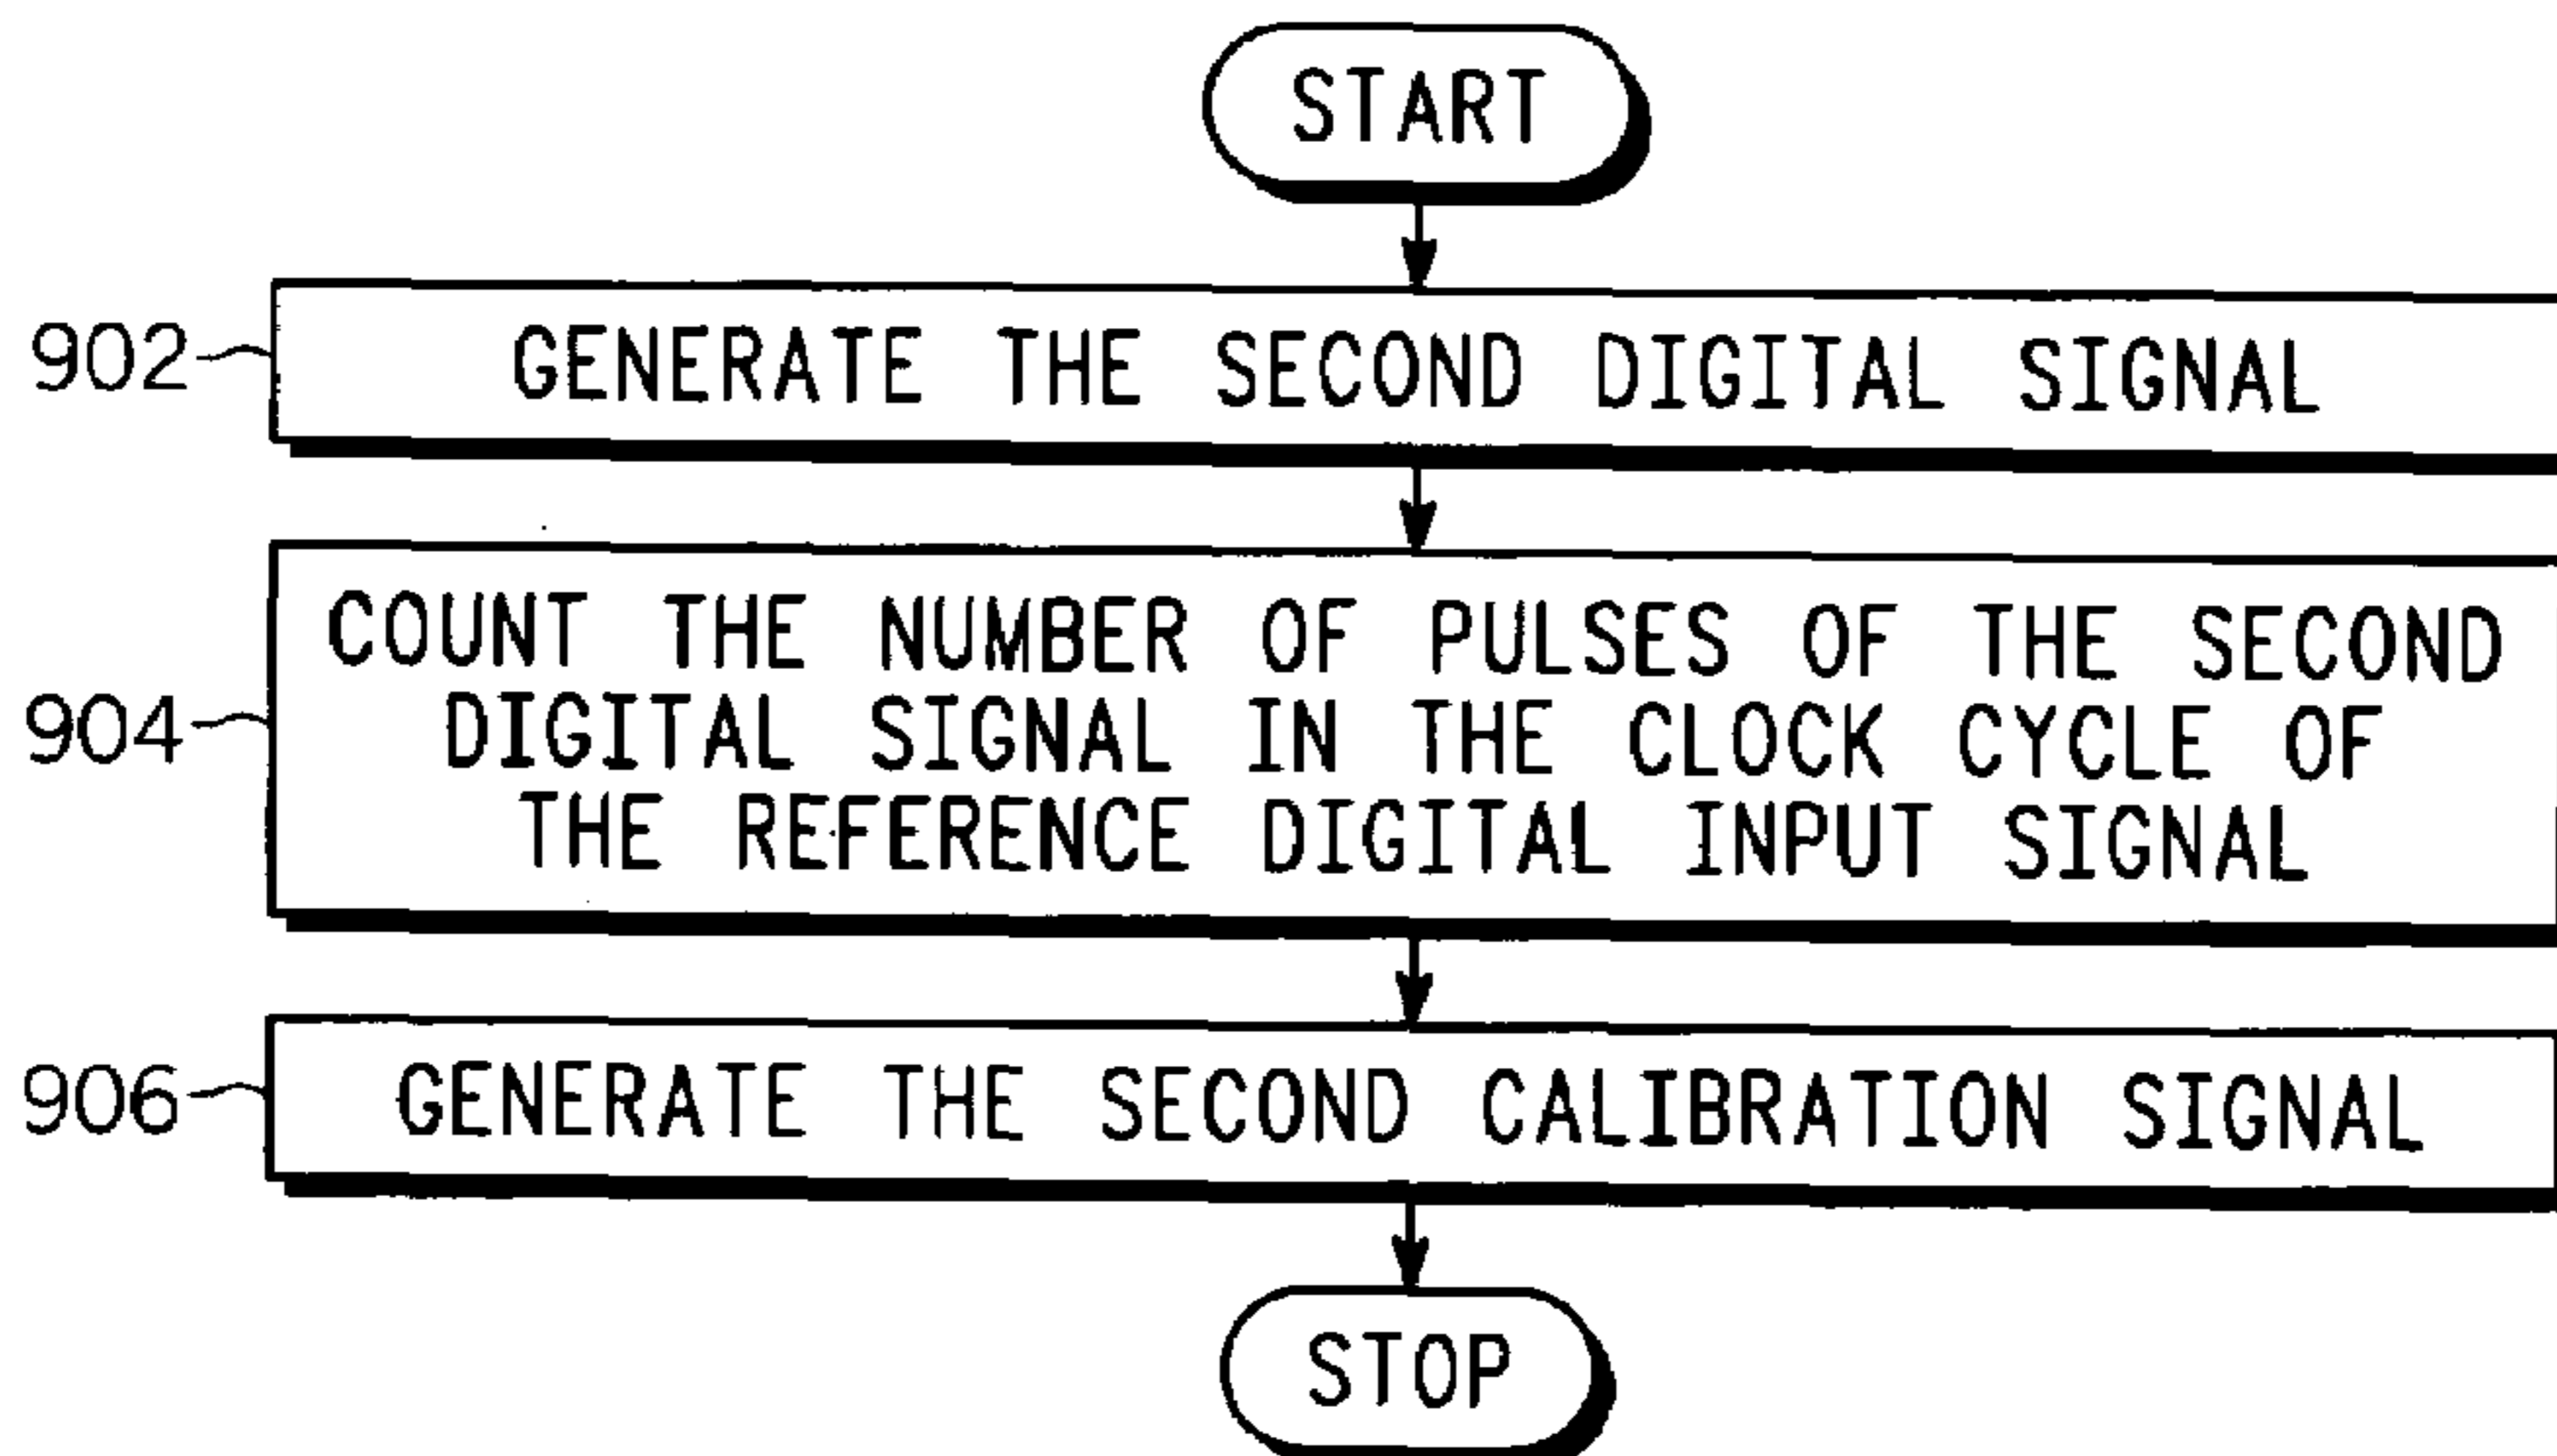 START
902
GENERATE THE SECOND DIGITAL SIGNAL
904
COUNT THE NUMBER OF PULSES OF THE SECOND
DIGITAL SIGNAL IN THE CLOCK CYCLE OF
THE REFERENCE DIGITAL INPUT SIGNAL
906
GENERATE THE SECOND CALIBRATION SIGNAL
STOP